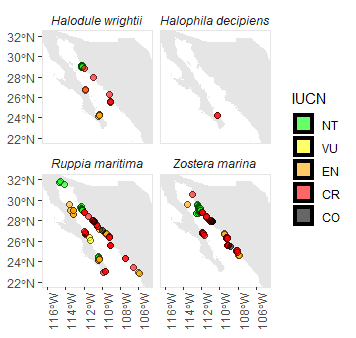 Halodule wrightii Halophila decipiens
32°N
30°N
28°N
26°N
24°N
22°N
Ruppia maritima Zostera marina
32°N
30°N
28°N
26°N
24°N
22°N
116°W 114°W 112°W 110°W 108°W 106°W 116°W 114°W 112°W 110°W 108°W 106°W
IUCN
NT
VU
EN
CR
CO